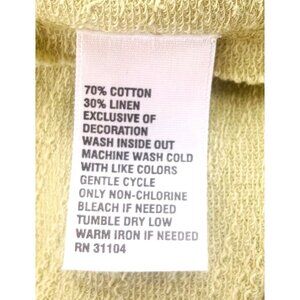 70% COTTON
30% LINEN
EXCLUSIVE OF
DECORATION
WASH INSIDE OUT
MACHINE WASH COLD
WITH LIKE COLORS
GENTLE CYCLE
ONLY NON-CHLORINE
BLEACH IF NEEDED
TUMBLE DRY LOW
WARM IRON IF NEEDED
RN 31104